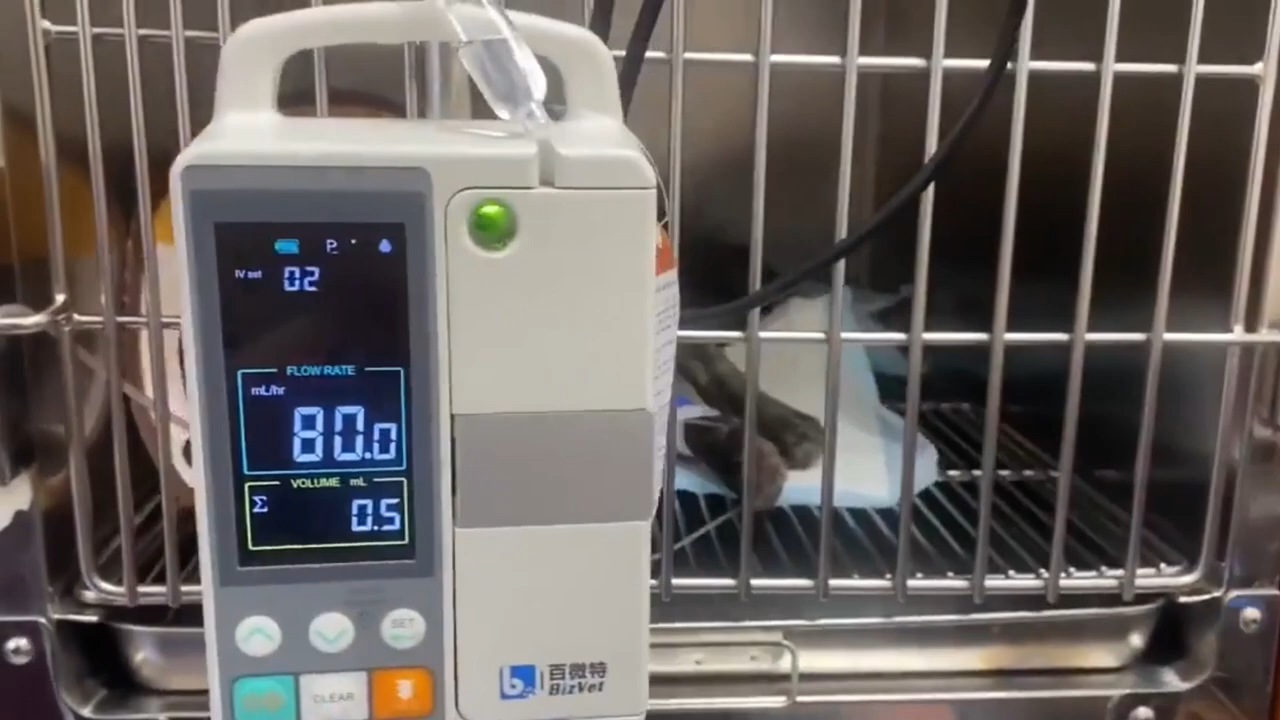 P
IV set 02
FLOW RATE
mL/hr
80.0
VOLUME mL
Σ 0.5
SET
CLEAR
百微特
BizVet